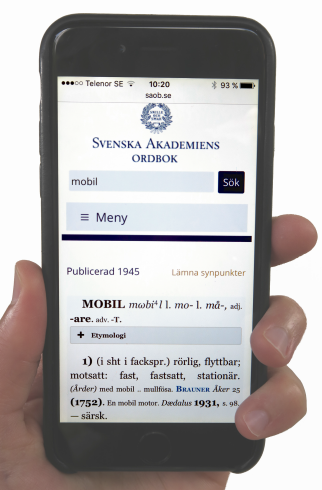 Telenor SE 10:20 93 %
saob.se
SVENSKA AKADEMIENS
ORDBOK
mobil Sök
≡ Meny
Publicerad 1945 Lämna synpunkter
MOBIL mωbi⁴l l. mo- l. må-, adj.
-are. adv. -T.
+ Etymologi
1) (i sht i fackspr.) rörlig, flyttbar;
motsatt: fast, fastsatt, stationär.
(Ärder) med mobil .. mullfösa. BRAUNER Åker 25
(1752). En mobil motor. Dædalus 1931, s. 98.
— särsk.